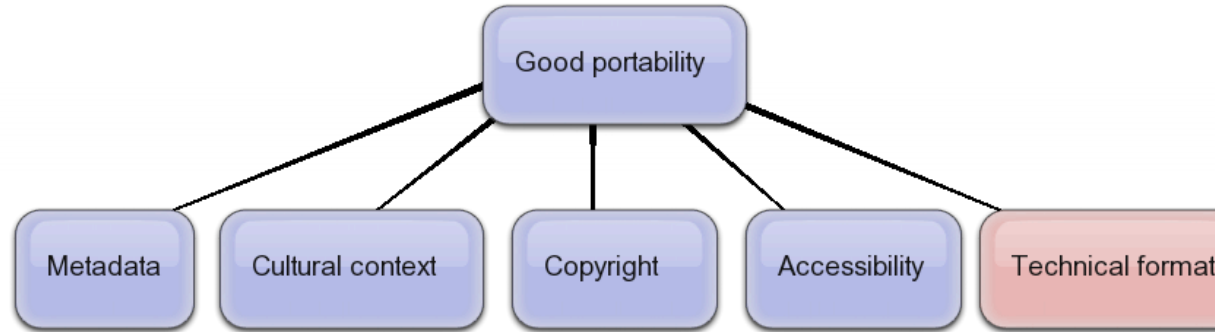 Good portability
Metadata
Cultural context
Copyright
Accessibility
Technical format